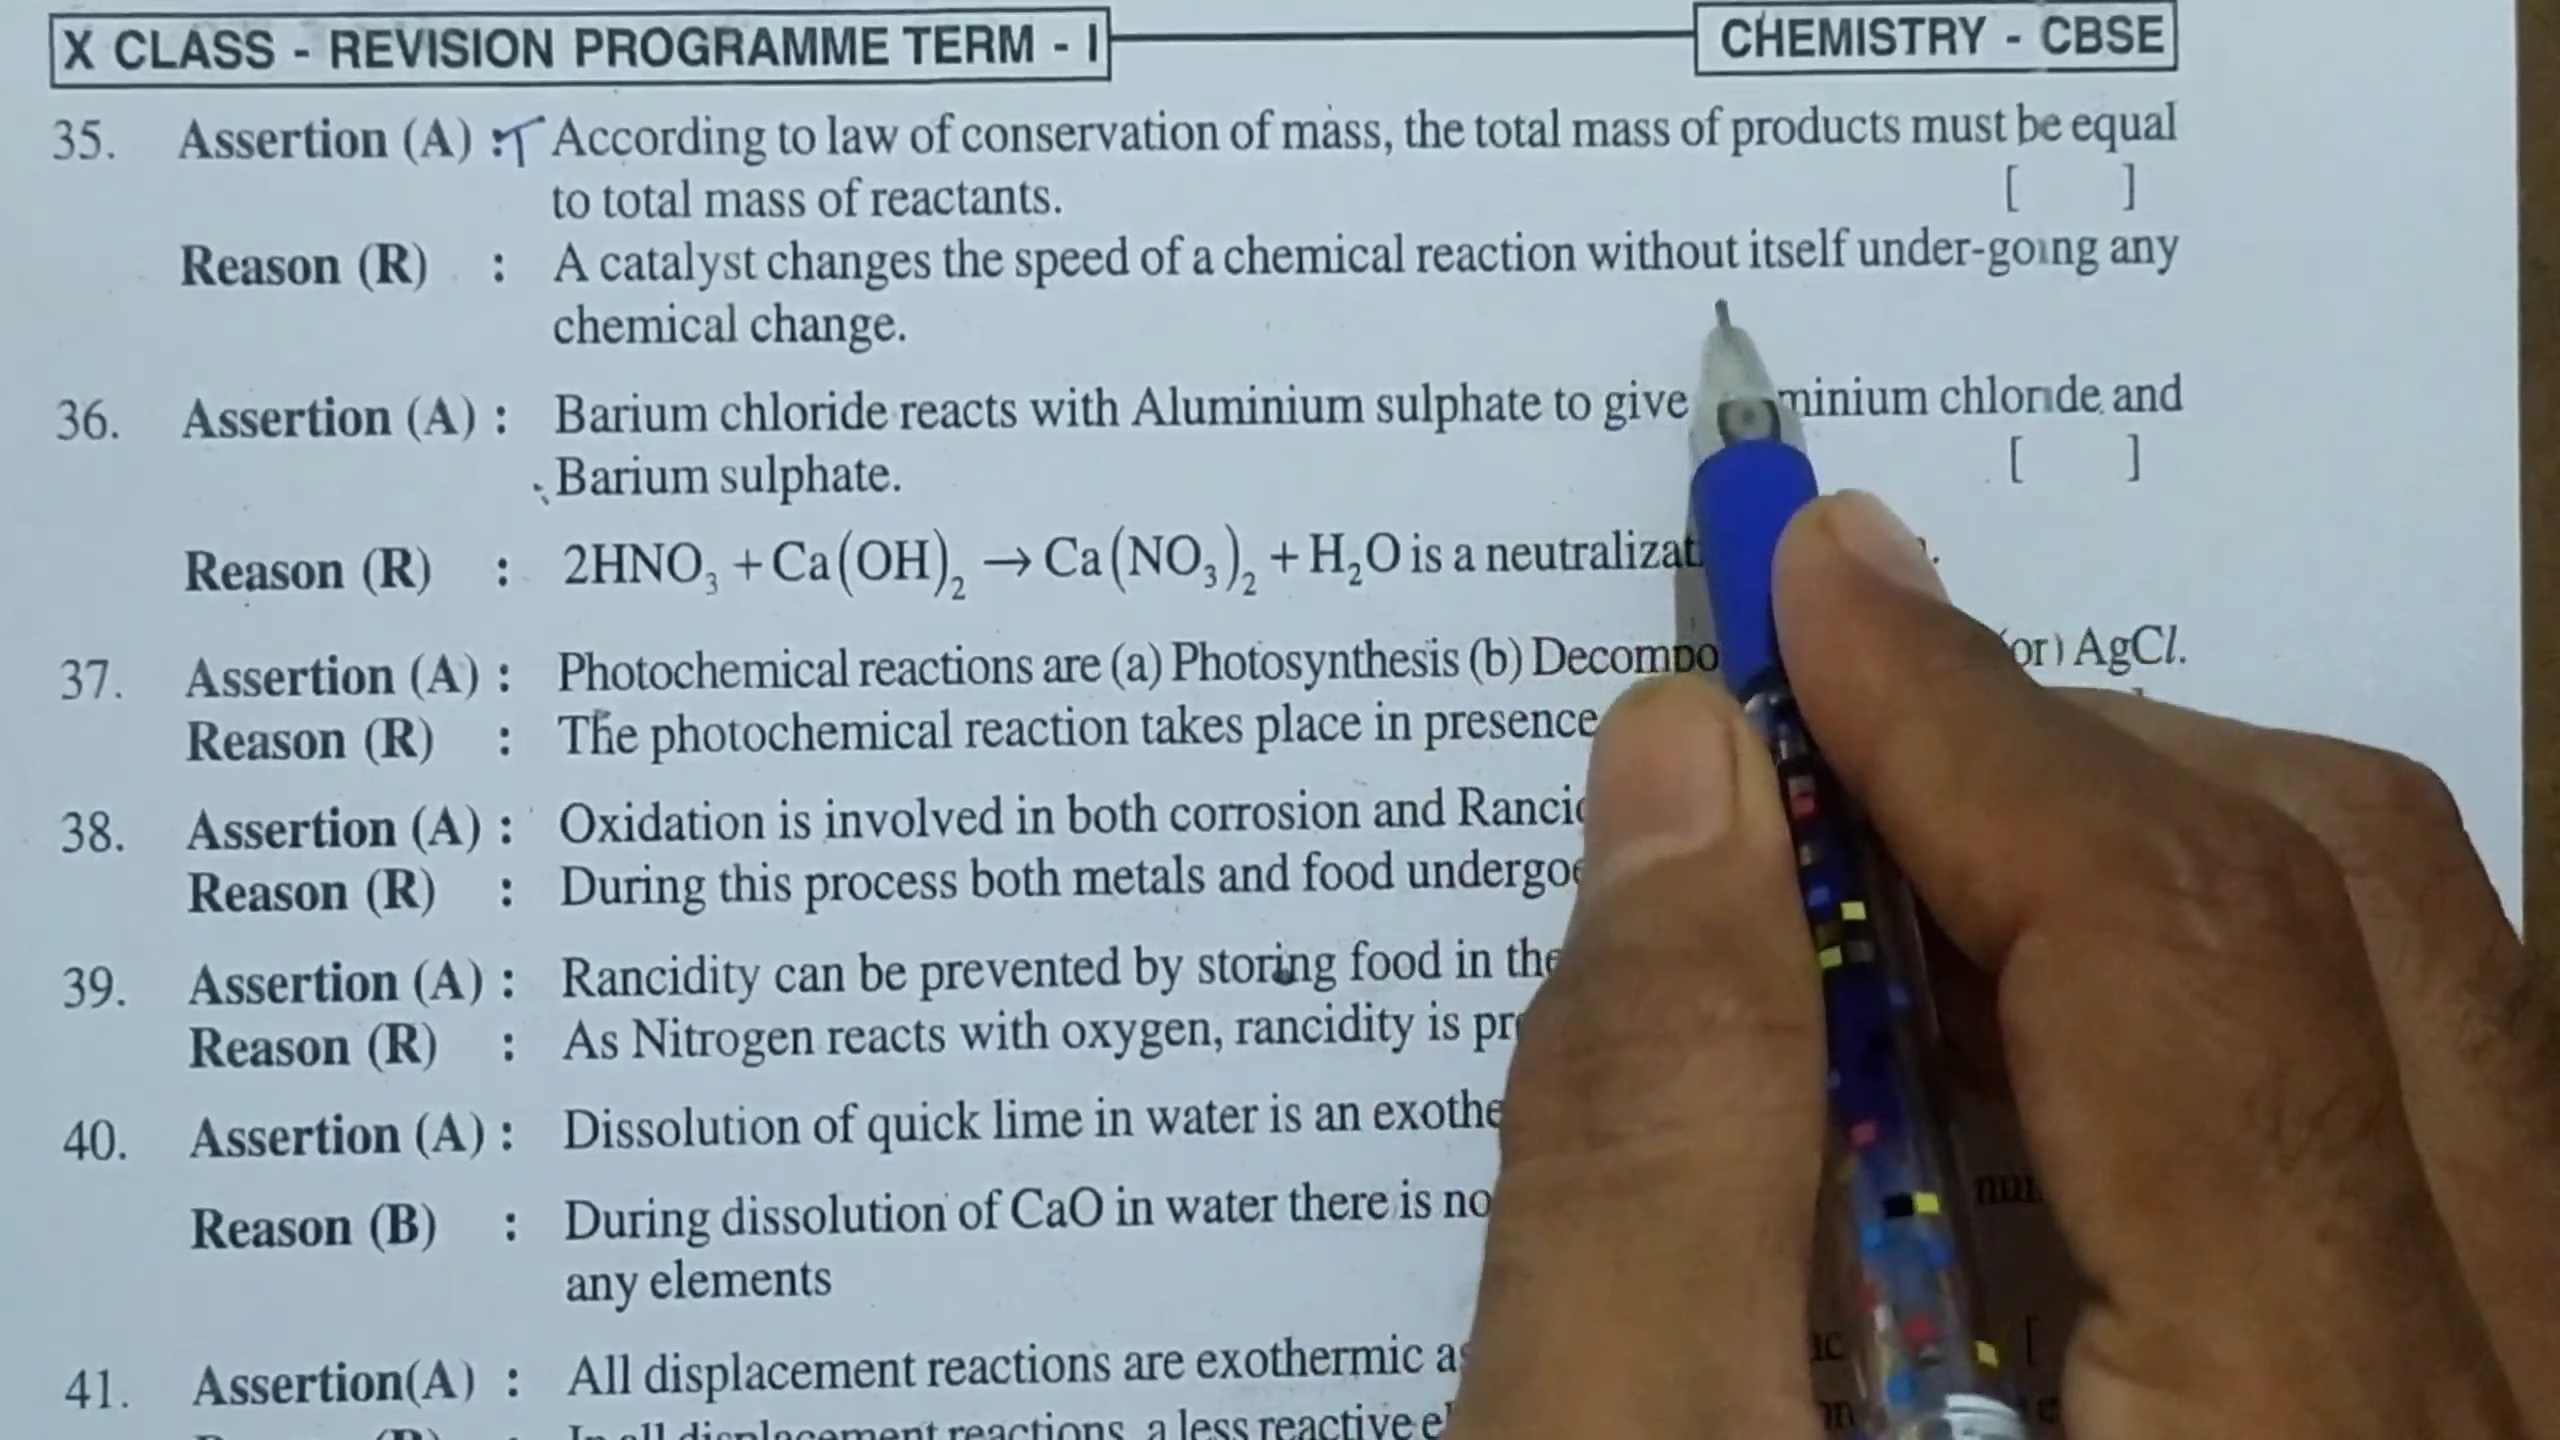 X CLASS - REVISION PROGRAMME TERM - I CHEMISTRY - CBSE
35. Assertion (A) : T According to law of conservation of mass, the total mass of products must be equal
to total mass of reactants. [ ]
Reason (R) : A catalyst changes the speed of a chemical reaction without itself under-going any
chemical change.
36. Assertion (A) : Barium chloride reacts with Aluminium sulphate to give minium chloride and
Barium sulphate. [ ]
Reason (R) : 2HNO₃ + Ca(OH)₂ → Ca(NO₃)₂ + H₂O is a neutralizat
37. Assertion (A) : Photochemical reactions are (a) Photosynthesis (b) Decompo (or) AgCl.
Reason (R) : The photochemical reaction takes place in presence
38. Assertion (A) : Oxidation is involved in both corrosion and Ranci
Reason (R) : During this process both metals and food undergo
39. Assertion (A) : Rancidity can be prevented by storing food in the
Reason (R) : As Nitrogen reacts with oxygen, rancidity is pr
40. Assertion (A) : Dissolution of quick lime in water is an exothe
Reason (B) : During dissolution of CaO in water there is no
any elements
41. Assertion(A) : All displacement reactions are exothermic a [
In all displacement reactions, a less reactive